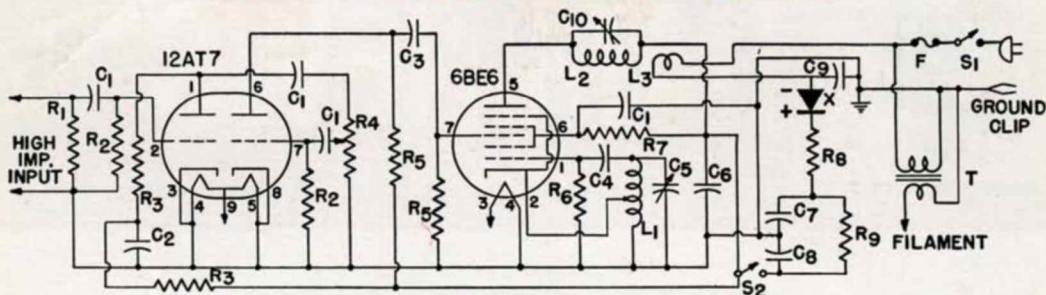 12AT7
6BE6
HIGH IMP. INPUT
GROUND CLIP
FILAMENT
R1
C1
R2
R3
C2
R3
1
6
2
7
3
4
9
5
8
C1
C1
R4
R2
C3
R5
R5
5
7
6
1
3
4
2
C10
L2
L3
C1
R7
R6
C4
L1
C5
C6
C9
X
-
+
R8
C7
C8
R9
S2
F
S1
T